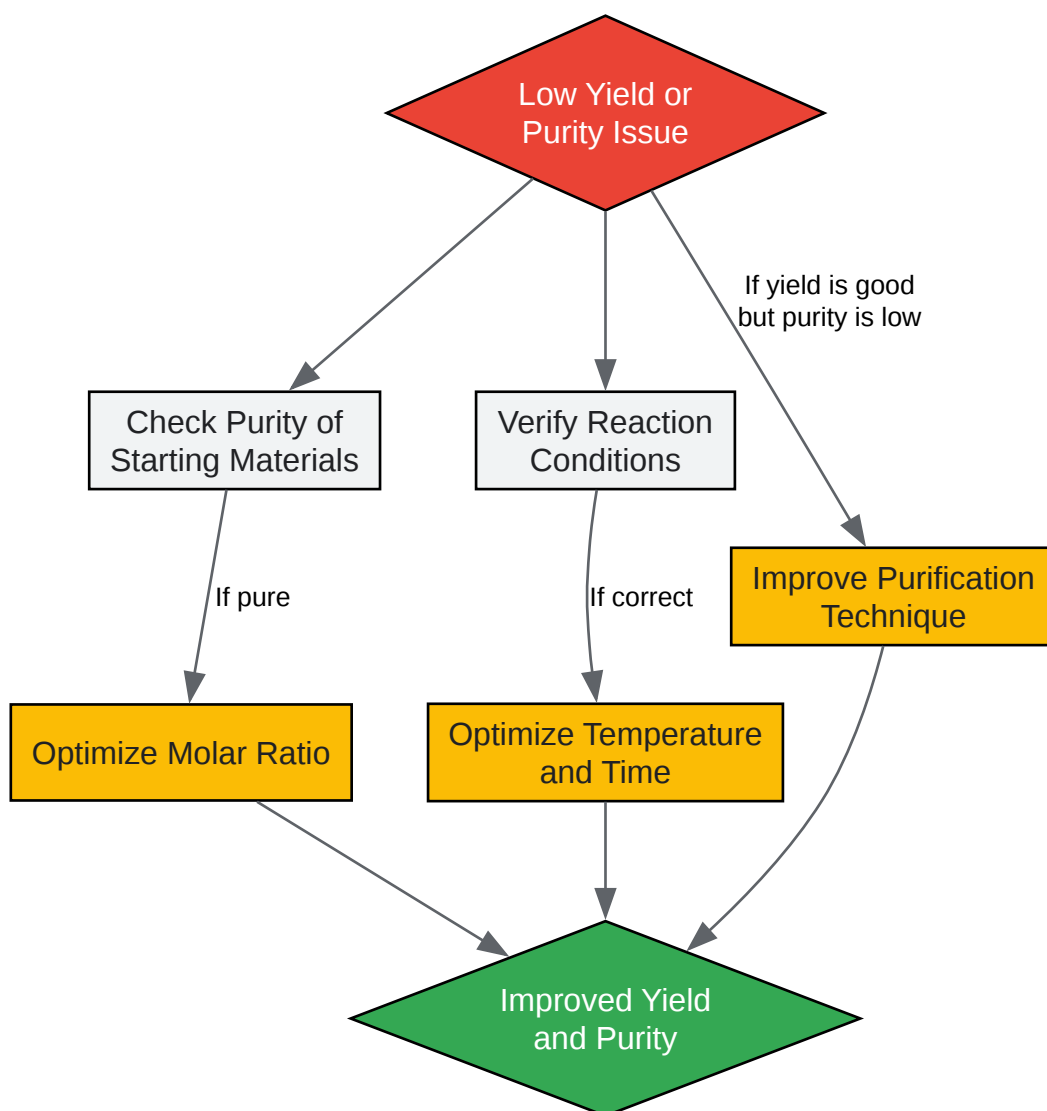 Low Yield or
Purity Issue
If yield is good
but purity is low
Check Purity of
Starting Materials
Verify Reaction
Conditions
Improve Purification
Technique
If pure
If correct
Optimize Molar Ratio
Optimize Temperature
and Time
Improved Yield
and Purity